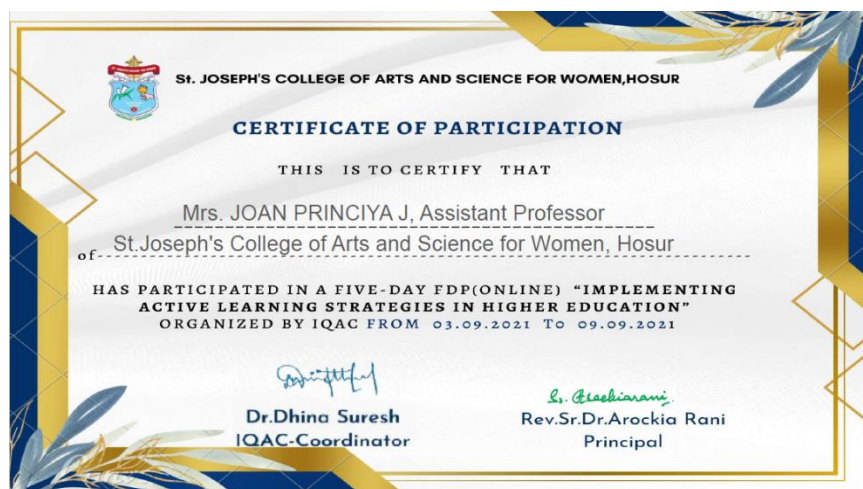 St. JOSEPH'S COLLEGE OF ARTS AND SCIENCE FOR WOMEN,HOSUR
CERTIFICATE OF PARTICIPATION
THIS IS TO CERTIFY THAT
Mrs. JOAN PRINCIYA J, Assistant Professor
of St.Joseph's College of Arts and Science for Women, Hosur
HAS PARTICIPATED IN A FIVE-DAY FDP(ONLINE) “IMPLEMENTING
ACTIVE LEARNING STRATEGIES IN HIGHER EDUCATION”
ORGANIZED BY IQAC FROM 03.09.2021 To 09.09.2021
Dr.Dhina Suresh
IQAC-Coordinator
Rev.Sr.Dr.Arockia Rani
Principal